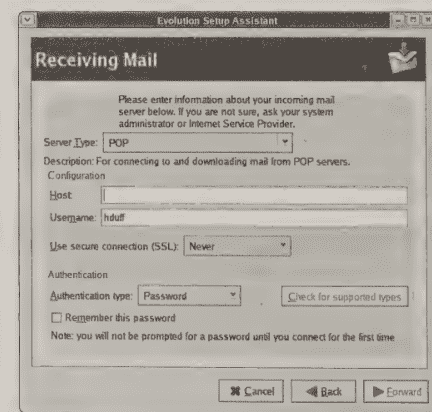 Evolution Setup Assistant
Receiving Mail
Please enter information about your incoming mail
server below. If you are not sure, ask your system
administrator or Internet Service Provider.
Server Type: POP
Description: For connecting to and downloading mail from POP servers.
Configuration
Host:
Username: hduff
Use secure connection (SSL): Never
Authentication
Authentication type: Password Check for supported types
Remember this password
Note: you will not be prompted for a password until you connect for the first time
Cancel Back Forward